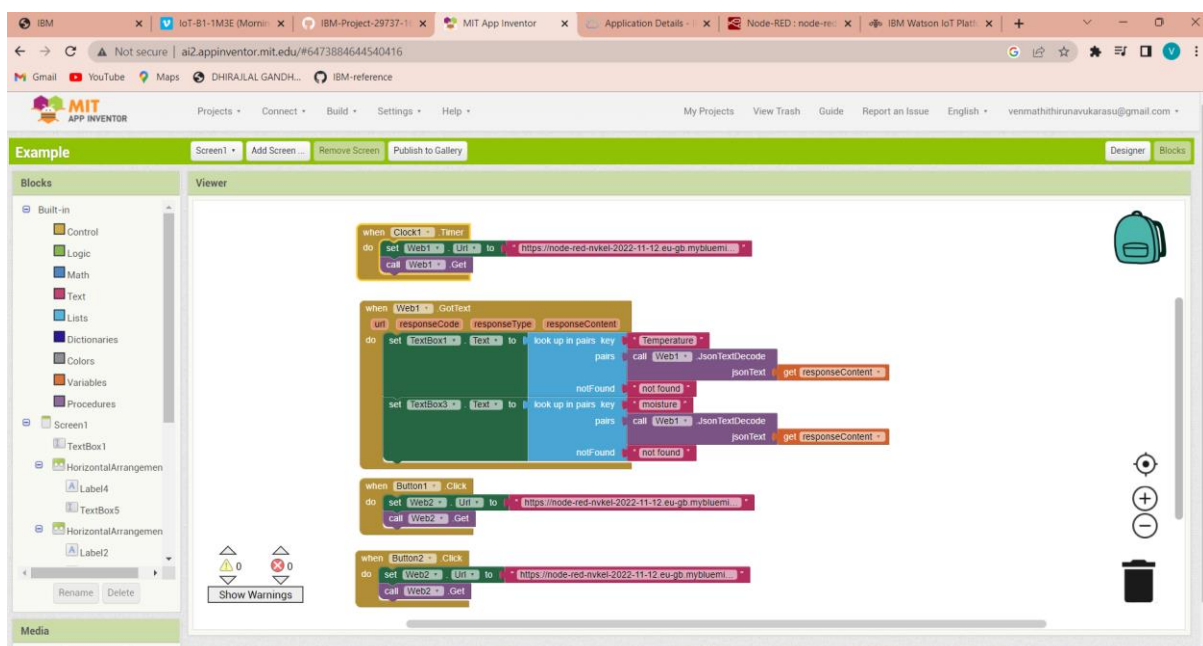 IBM
IoT-B1-1M3E (Mornin
IBM-Project-29737-1
MIT App Inventor
Application Details -
Node-RED : node-red
IBM Watson IoT Platf
Not secure | ai2.appinventor.mit.edu/#6473884644540416
Gmail YouTube Maps DHIRAJLAL GANDH... IBM-reference
MIT APP INVENTOR
Projects Connect Build Settings Help My Projects View Trash Guide Report an Issue English venmathithirunavukarasu@gmail.com
Example Screen1 Add Screen ... Remove Screen Publish to Gallery Designer Blocks
Blocks
Viewer
Built-in
Control
Logic
Math
Text
Lists
Dictionaries
Colors
Variables
Procedures
Screen1
TextBox1
HorizontalArrangemen
Label4
TextBox5
HorizontalArrangemen
Label2
Rename Delete
Media
when Clock1 .Timer
do set Web1 . Url to " https://node-red-nvkel-2022-11-12.eu-gb.mybluemi... "
call Web1 .Get
when Web1 .GotText
url responseCode responseType responseContent
do set TextBox1 . Text to look up in pairs key " Temperature "
pairs call Web1 .JsonTextDecode
jsonText get responseContent
notFound " not found "
set TextBox3 . Text to look up in pairs key " moisture "
pairs call Web1 .JsonTextDecode
jsonText get responseContent
notFound " not found "
when Button1 .Click
do set Web2 . Url to " https://node-red-nvkel-2022-11-12.eu-gb.mybluemi... "
call Web2 .Get
when Button2 .Click
do set Web2 . Url to " https://node-red-nvkel-2022-11-12.eu-gb.mybluemi... "
call Web2 .Get
0 0
Show Warnings